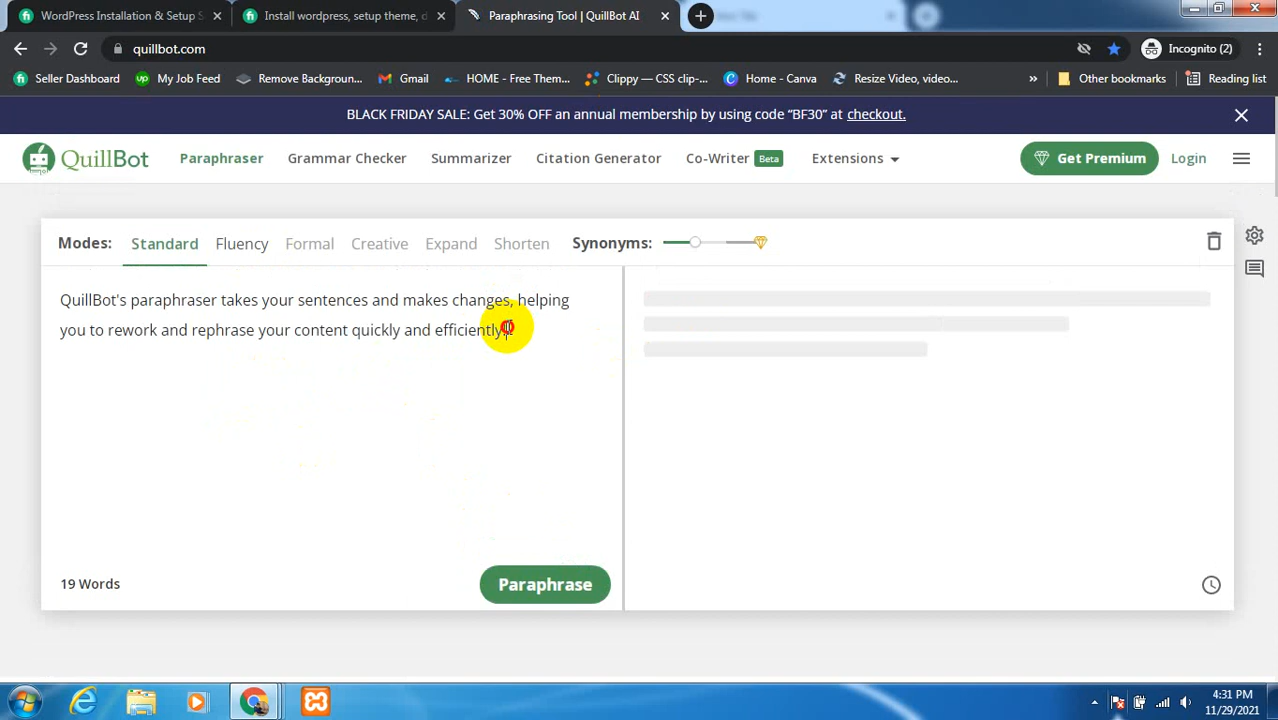 WordPress Installation & Setup S
Install wordpress, setup theme, d
Paraphrasing Tool | QuillBot AI
New Tab
quillbot.com
Incognito (2)
Seller Dashboard
My Job Feed
Remove Backgroun...
Gmail
HOME - Free Them...
Clippy — CSS clip-...
Home - Canva
Resize Video, video...
»
Other bookmarks
Reading list
BLACK FRIDAY SALE: Get 30% OFF an annual membership by using code “BF30” at checkout.
QuillBot
Paraphraser
Grammar Checker
Summarizer
Citation Generator
Co-Writer Beta
Extensions
Get Premium
Login
Modes:
Standard
Fluency
Formal
Creative
Expand
Shorten
Synonyms:
QuillBot's paraphraser takes your sentences and makes changes, helping
you to rework and rephrase your content quickly and efficiently
19 Words
Paraphrase
4:31 PM
11/29/2021